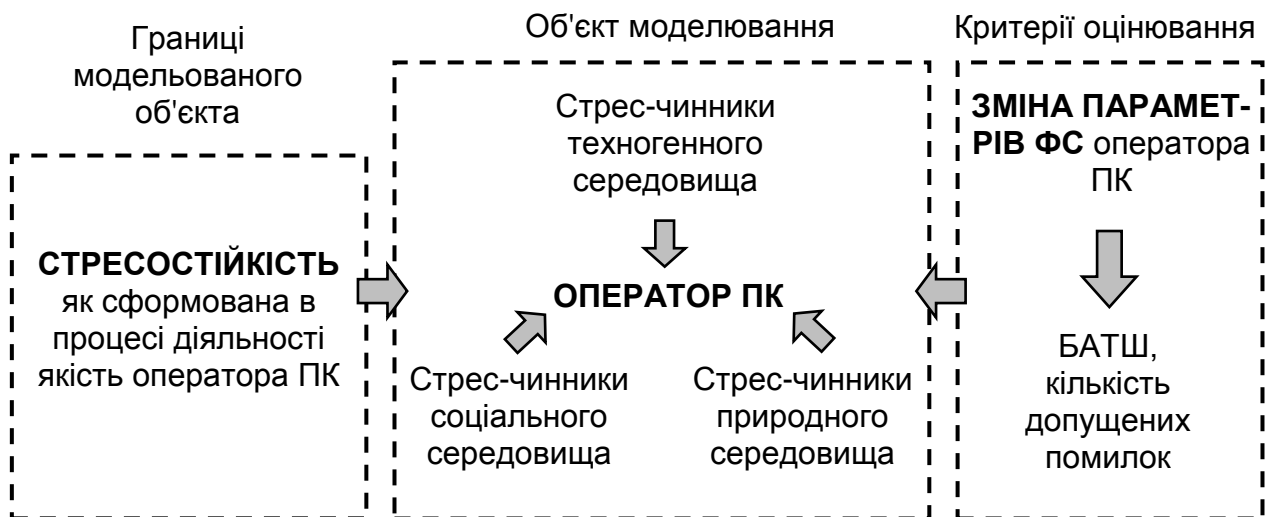 Границі
модельованого
об'єкта
СТРЕСОСТІЙКІСТЬ
як сформована в
процесі діяльності
якість оператора ПК
Об'єкт моделювання
Стрес-чинники
техногенного
середовища
ОПЕРАТОР ПК
Стрес-чинники
соціального
середовища
Стрес-чинники
природного
середовища
Критерії оцінювання
ЗМІНА ПАРАМЕТ-
РІВ ФС оператора
ПК
БАТШ,
кількість
допущених
помилок